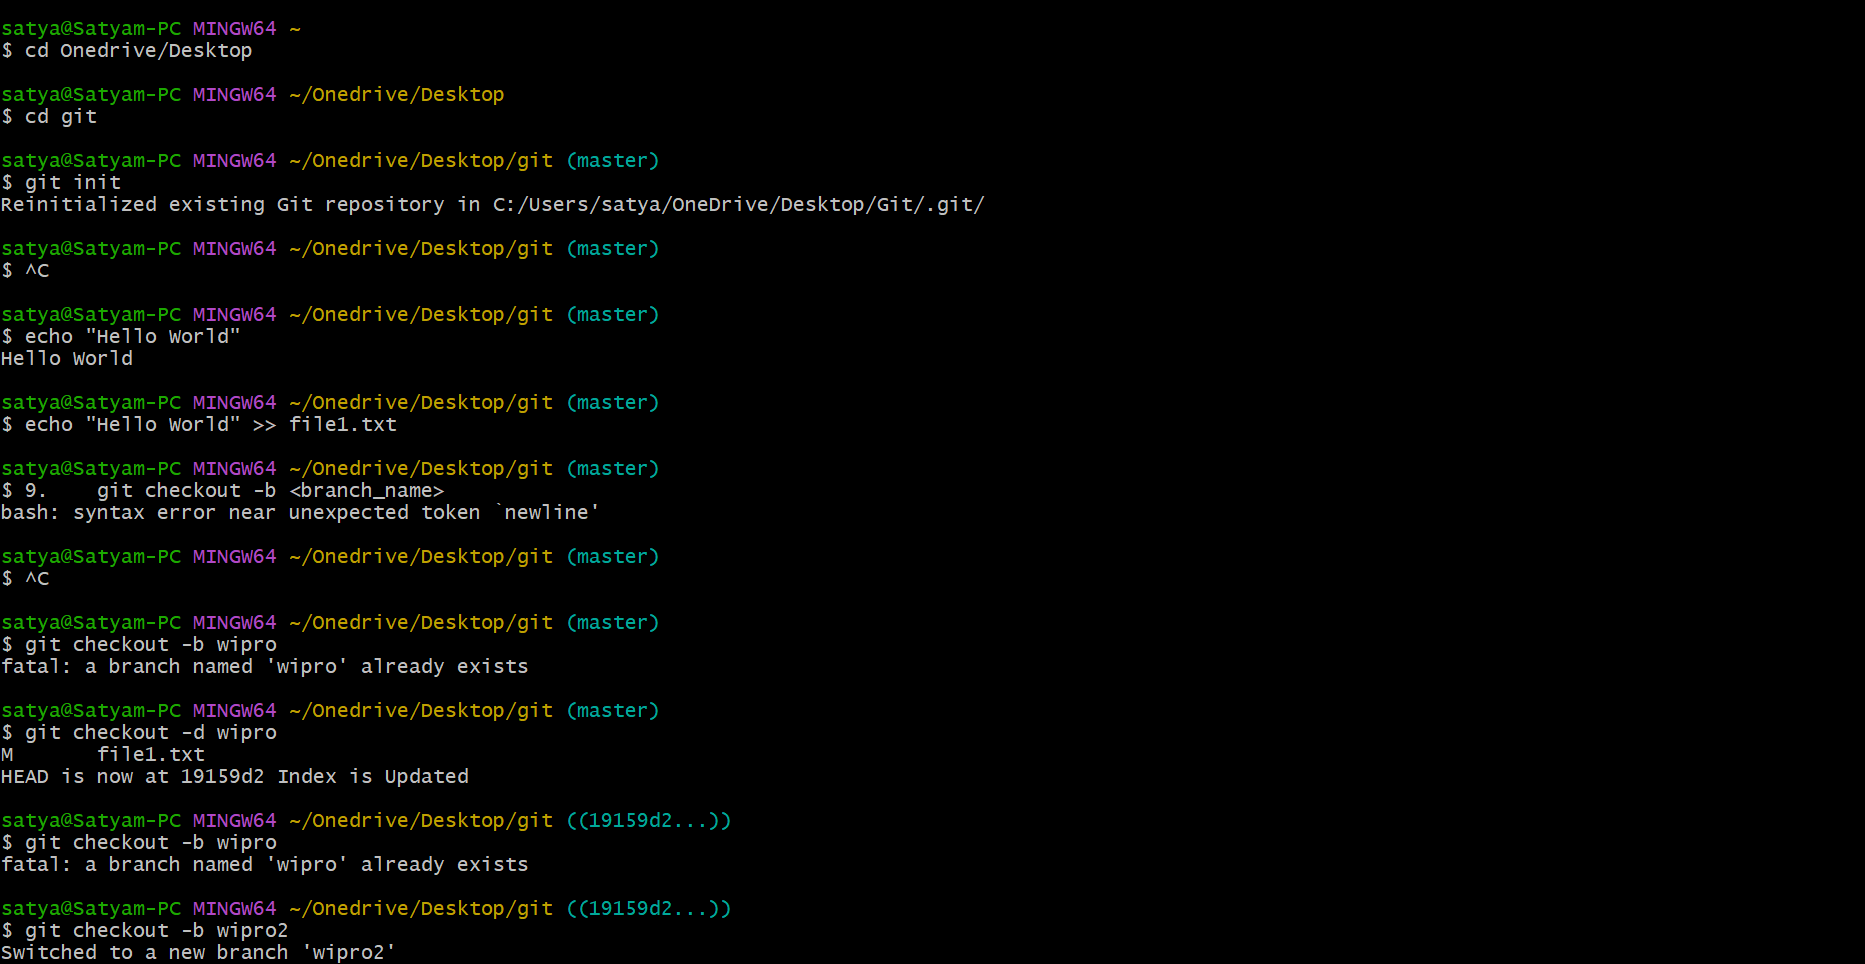 satya@Satyam-PC MINGW64 ~
$ cd Onedrive/Desktop
satya@Satyam-PC MINGW64 ~/Onedrive/Desktop
$ cd git
satya@Satyam-PC MINGW64 ~/Onedrive/Desktop/git (master)
$ git init
Reinitialized existing Git repository in C:/Users/satya/OneDrive/Desktop/Git/.git/
satya@Satyam-PC MINGW64 ~/Onedrive/Desktop/git (master)
$ ^C
satya@Satyam-PC MINGW64 ~/Onedrive/Desktop/git (master)
$ echo "Hello World"
Hello World
satya@Satyam-PC MINGW64 ~/Onedrive/Desktop/git (master)
$ echo "Hello World" >> file1.txt
satya@Satyam-PC MINGW64 ~/Onedrive/Desktop/git (master)
$ 9.    git checkout -b <branch_name>
bash: syntax error near unexpected token `newline'
satya@Satyam-PC MINGW64 ~/Onedrive/Desktop/git (master)
$ ^C
satya@Satyam-PC MINGW64 ~/Onedrive/Desktop/git (master)
$ git checkout -b wipro
fatal: a branch named 'wipro' already exists
satya@Satyam-PC MINGW64 ~/Onedrive/Desktop/git (master)
$ git checkout -d wipro
M       file1.txt
HEAD is now at 19159d2 Index is Updated
satya@Satyam-PC MINGW64 ~/Onedrive/Desktop/git ((19159d2...))
$ git checkout -b wipro
fatal: a branch named 'wipro' already exists
satya@Satyam-PC MINGW64 ~/Onedrive/Desktop/git ((19159d2...))
$ git checkout -b wipro2
Switched to a new branch 'wipro2'